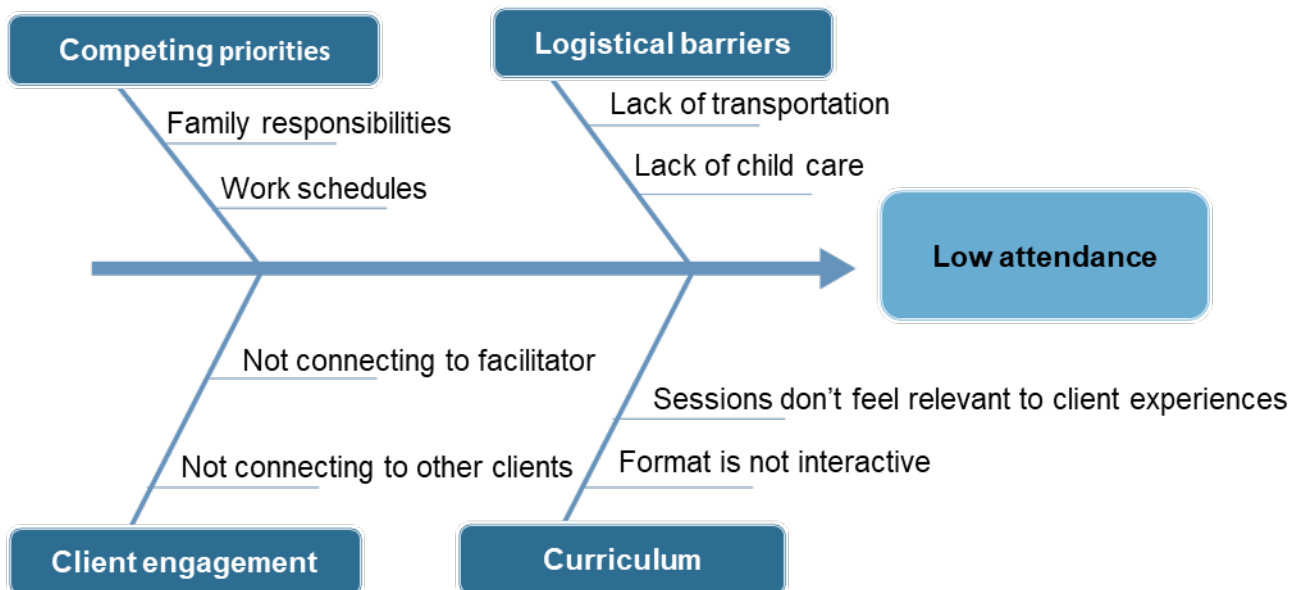 Competing priorities
Logistical barriers
Family responsibilities
Work schedules
Lack of transportation
Lack of child care
Low attendance
Not connecting to facilitator
Not connecting to other clients
Sessions don’t feel relevant to client experiences
Format is not interactive
Client engagement
Curriculum